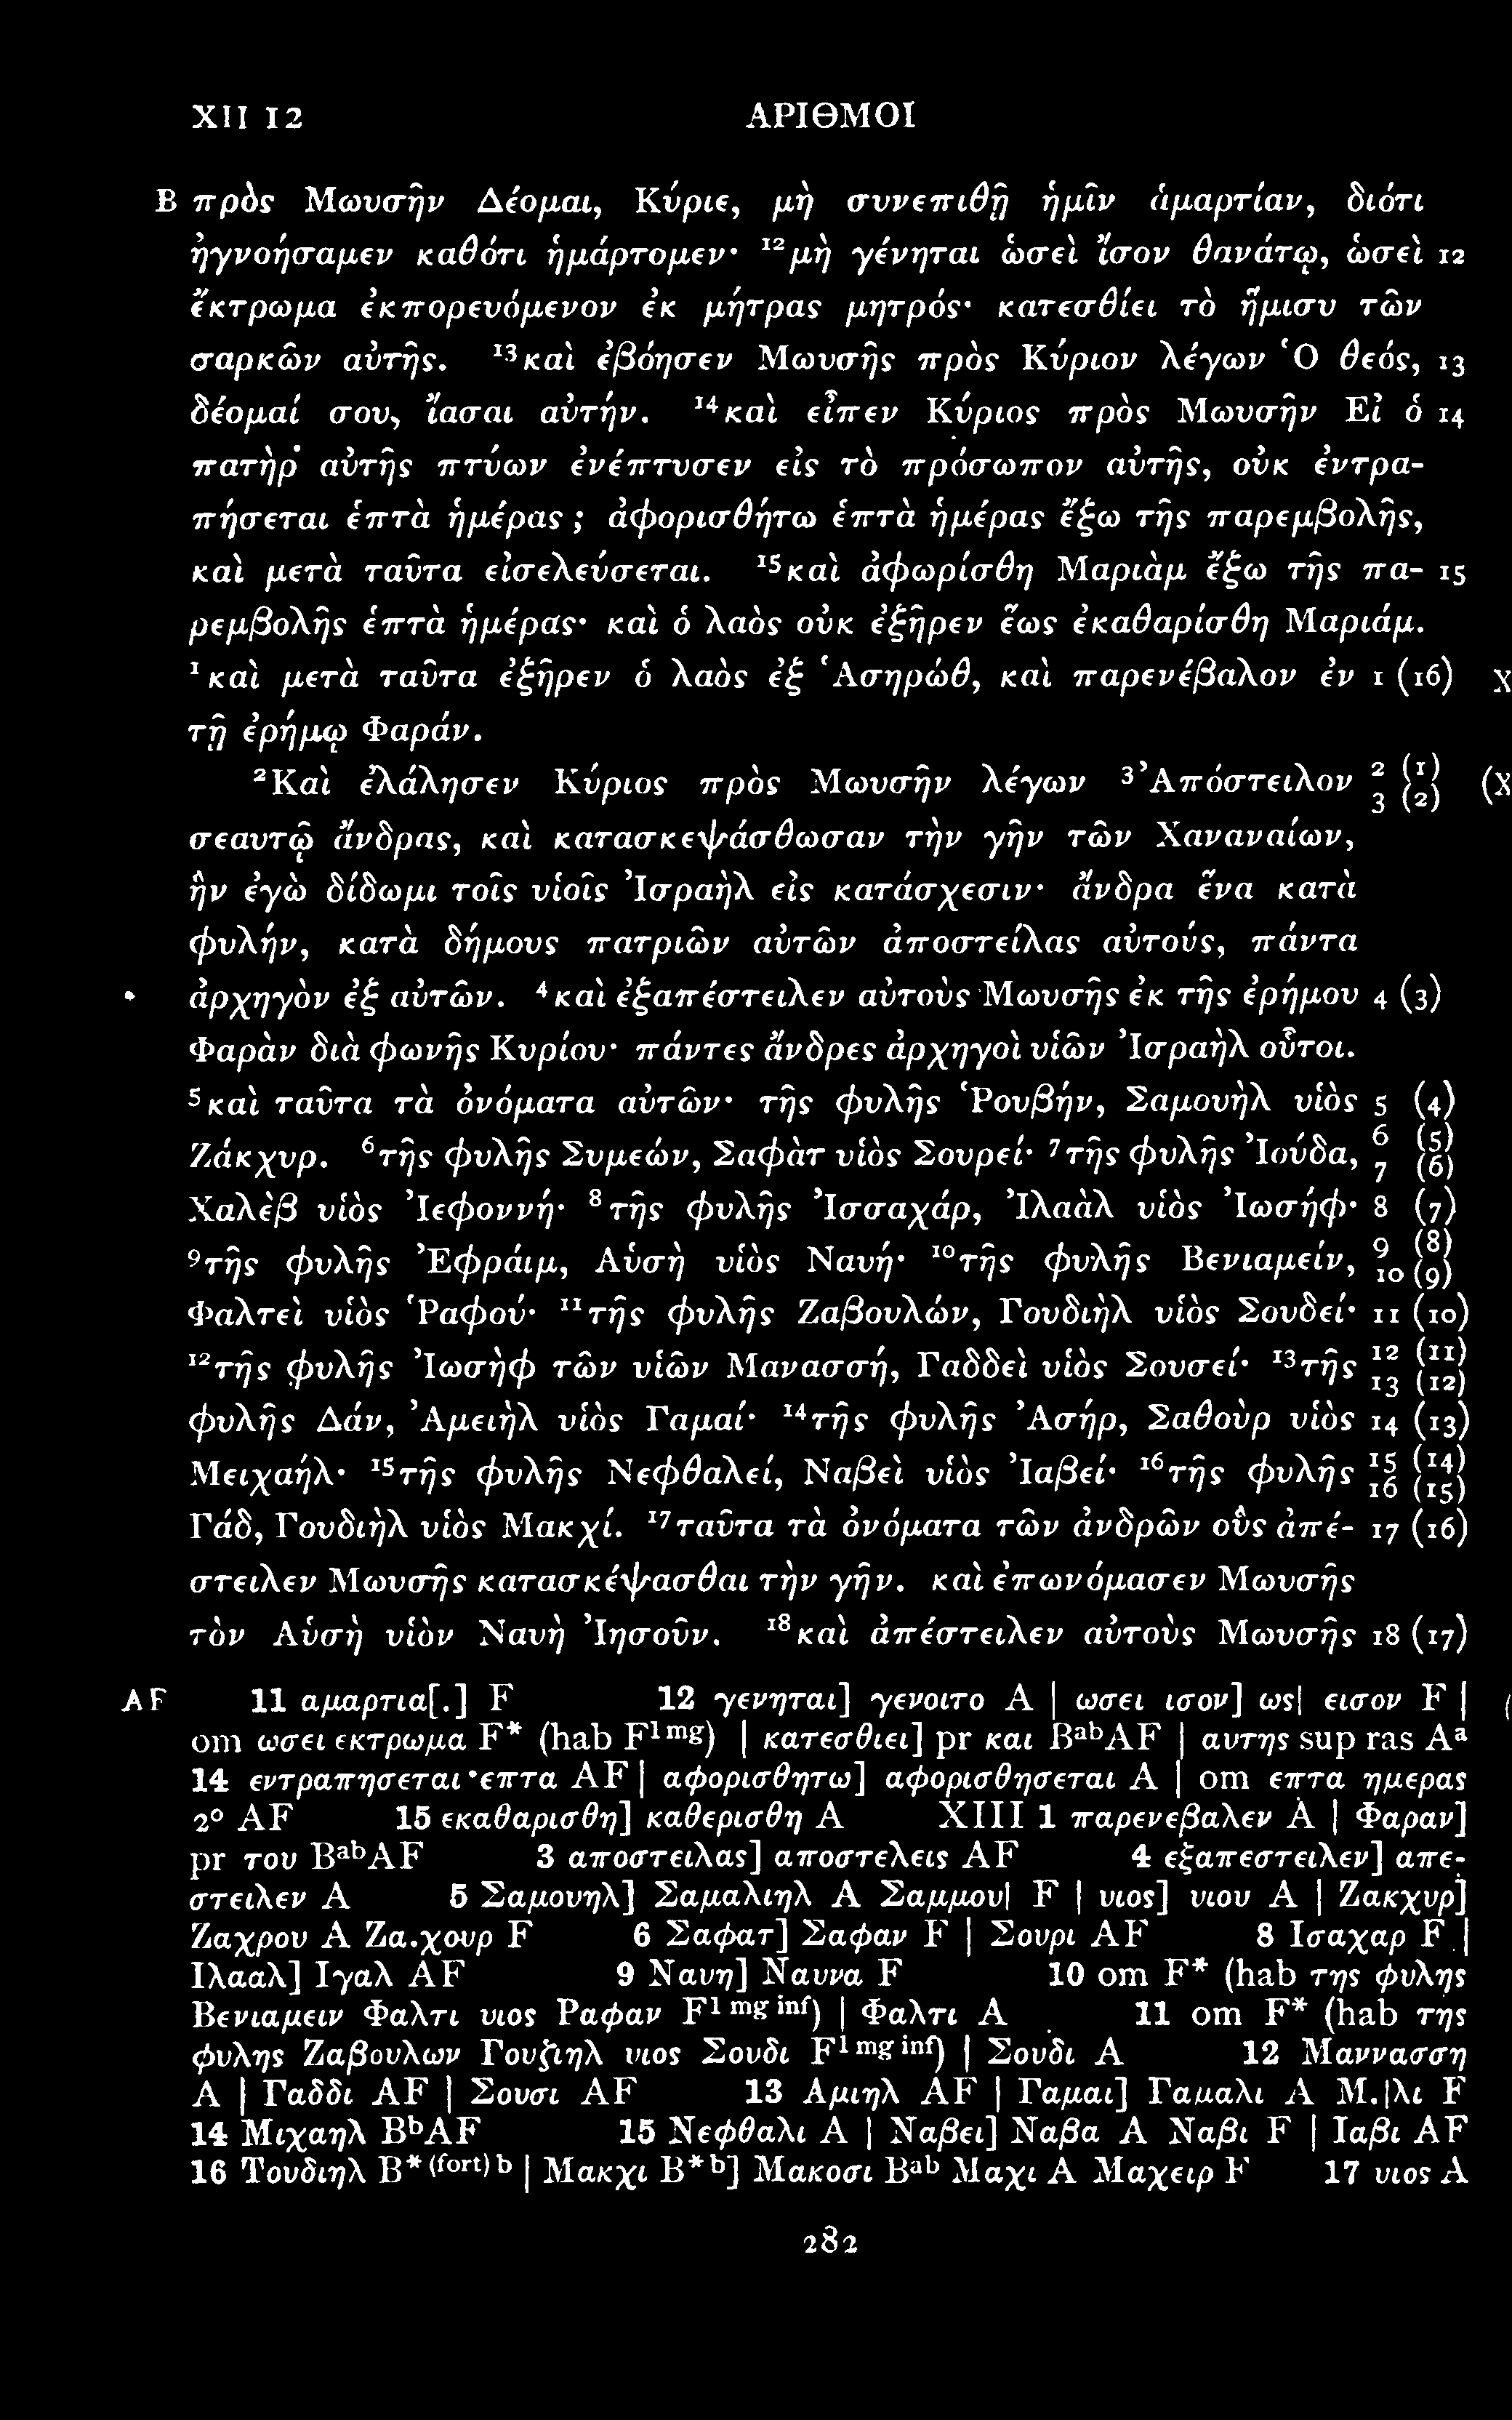 XII 12 ΑΡΙΘΜΟΙ
B πρὸς Μωυσῆν Δέομαι, Κύριε, μὴ συνεπιθῇ ἡμῖν ἁμαρτίαν, διότι
ἠγνοήσαμεν καθότι ἡμάρτομεν· ¹²μὴ γένηται ὡσεὶ ἴσον θανάτῳ, ὡσεὶ 12
ἔκτρωμα ἐκπορευόμενον ἐκ μήτρας μητρός· κατεσθίει τὸ ἥμισυ τῶν
σαρκῶν αὐτῆς. ¹³καὶ ἐβόησεν Μωυσῆς πρὸς Κύριον λέγων Ὁ θεός, 13
δέομαί σου, ἴασαι αὐτήν. ¹⁴καὶ εἶπεν Κύριος πρὸς Μωυσῆν Εἰ ὁ 14
πατὴρ αὐτῆς πτύων ἐνέπτυσεν εἰς τὸ πρόσωπον αὐτῆς, οὐκ ἐντρα-
πήσεται ἑπτὰ ἡμέρας; ἀφορισθήτω ἑπτὰ ἡμέρας ἔξω τῆς παρεμβολῆς,
καὶ μετὰ ταῦτα εἰσελεύσεται. ¹⁵καὶ ἀφωρίσθη Μαριὰμ ἔξω τῆς πα- 15
ρεμβολῆς ἑπτὰ ἡμέρας· καὶ ὁ λαὸς οὐκ ἐξῆρεν ἕως ἐκαθαρίσθη Μαριάμ.
¹καὶ μετὰ ταῦτα ἐξῆρεν ὁ λαὸς ἐξ Ἁσηρώθ, καὶ παρενέβαλον ἐν 1 (16) X
τῇ ἐρήμῳ Φαράν.
²Καὶ ἐλάλησεν Κύριος πρὸς Μωυσῆν λέγων ³Ἀπόστειλον 2 (1) 3 (2) (X
σεαυτῷ ἄνδρας, καὶ κατασκεψάσθωσαν τὴν γῆν τῶν Χαναναίων,
ἣν ἐγὼ δίδωμι τοῖς υἱοῖς Ἰσραὴλ εἰς κατάσχεσιν· ἄνδρα ἕνα κατὰ
φυλήν, κατὰ δήμους πατριῶν αὐτῶν ἀποστείλας αὐτούς, πάντα
ἀρχηγὸν ἐξ αὐτῶν. ⁴καὶ ἐξαπέστειλεν αὐτοὺς Μωυσῆς ἐκ τῆς ἐρήμου 4 (3)
Φαρὰν διὰ φωνῆς Κυρίου· πάντες ἄνδρες ἀρχηγοὶ υἱῶν Ἰσραὴλ οὗτοι.
⁵καὶ ταῦτα τὰ ὀνόματα αὐτῶν· τῆς φυλῆς Ῥουβήν, Σαμουὴλ υἱὸς 5 (4)
Ζάκχυρ. ⁶τῆς φυλῆς Συμεών, Σαφὰτ υἱὸς Σουρεί· ⁷τῆς φυλῆς Ἰούδα, 6 (5) 7 (6)
Χαλὲβ υἱὸς Ἰεφοννή· ⁸τῆς φυλῆς Ἰσσαχάρ, Ἰλαὰλ υἱὸς Ἰωσήφ· 8 (7)
⁹τῆς φυλῆς Ἐφράιμ, Αὑσὴ υἱὸς Ναυή· ¹⁰τῆς φυλῆς Βενιαμείν, 9 (8) 10 (9)
Φαλτεὶ υἱὸς Ῥαφού· ¹¹τῆς φυλῆς Ζαβουλών, Γουδιὴλ υἱὸς Σουδεί· 11 (10)
¹²τῆς φυλῆς Ἰωσὴφ τῶν υἱῶν Μανασσή, Γαδδεὶ υἱὸς Σουσεί· ¹³τῆς 12 (11) 13 (12)
φυλῆς Δάν, Ἀμειὴλ υἱὸς Γαμαί· ¹⁴τῆς φυλῆς Ἀσήρ, Σαθοὺρ υἱὸς 14 (13)
Μειχαήλ· ¹⁵τῆς φυλῆς Νεφθαλεί, Ναβεὶ υἱὸς Ἰαβεί· ¹⁶τῆς φυλῆς 15 (14) 16 (15)
Γάδ, Γουδιὴλ υἱὸς Μακχί. ¹⁷ταῦτα τὰ ὀνόματα τῶν ἀνδρῶν οὓς ἀπέ- 17 (16)
στειλεν Μωυσῆς κατασκέψασθαι τὴν γῆν. καὶ ἐπωνόμασεν Μωυσῆς
τὸν Αὑσὴ υἱὸν Ναυὴ Ἰησοῦν. ¹⁸καὶ ἀπέστειλεν αὐτοὺς Μωυσῆς 18 (17)
AF 11 αμαρτια[.] F 12 γενηται] γενοιτο A | ωσει ισον] ως| εισον F |
om ωσει εκτρωμα F* (hab F¹ᵐᵍ) | κατεσθιει] pr και BᵃᵇAF | αυτης sup ras Aᵃ
14 εντραπησεται·επτα AF | αφορισθητω] αφορισθησεται A | om επτα ημερας
2º AF 15 εκαθαρισθη] καθερισθη A XIII 1 παρενεβαλεν A | Φαραν]
pr του BᵃᵇAF 3 αποστειλας] αποστελεις AF 4 εξαπεστειλεν] απε-
στειλεν A 5 Σαμουηλ] Σαμαλιηλ A Σαμμου| F | υιος] υιου A | Ζακχυρ]
Ζαχρου A Ζα.χουρ F 6 Σαφατ] Σαφαν F | Σουρι AF 8 Ισαχαρ F |
Ιλααλ] Ιγαλ AF 9 Ναυη] Ναυνα F 10 om F* (hab της φυλης
Βενιαμειν Φαλτι υιος Ραφαν F¹ ᵐᵍ ⁱⁿᶠ) | Φαλτι A 11 om F* (hab της
φυλης Ζαβουλων Γουζιηλ υιος Σουδι F¹ ᵐᵍ ⁱⁿᶠ) | Σουδι A 12 Μαννασση
A | Γαδδι AF | Σουσι AF 13 Αμιηλ AF | Γαμαι] Γαμαλι A Μ.|λι F
14 Μιχαηλ BᵇAF 15 Νεφθαλι A | Ναβει] Ναβα A Ναβι F | Ιαβι AF
16 Τουδιηλ B* ⁽ᶠᵒʳᵗ⁾ ᵇ | Μακχι B*ᵇ] Μακοσι Bᵃᵇ Μαχι A Μαχειρ F 17 υιος A
282